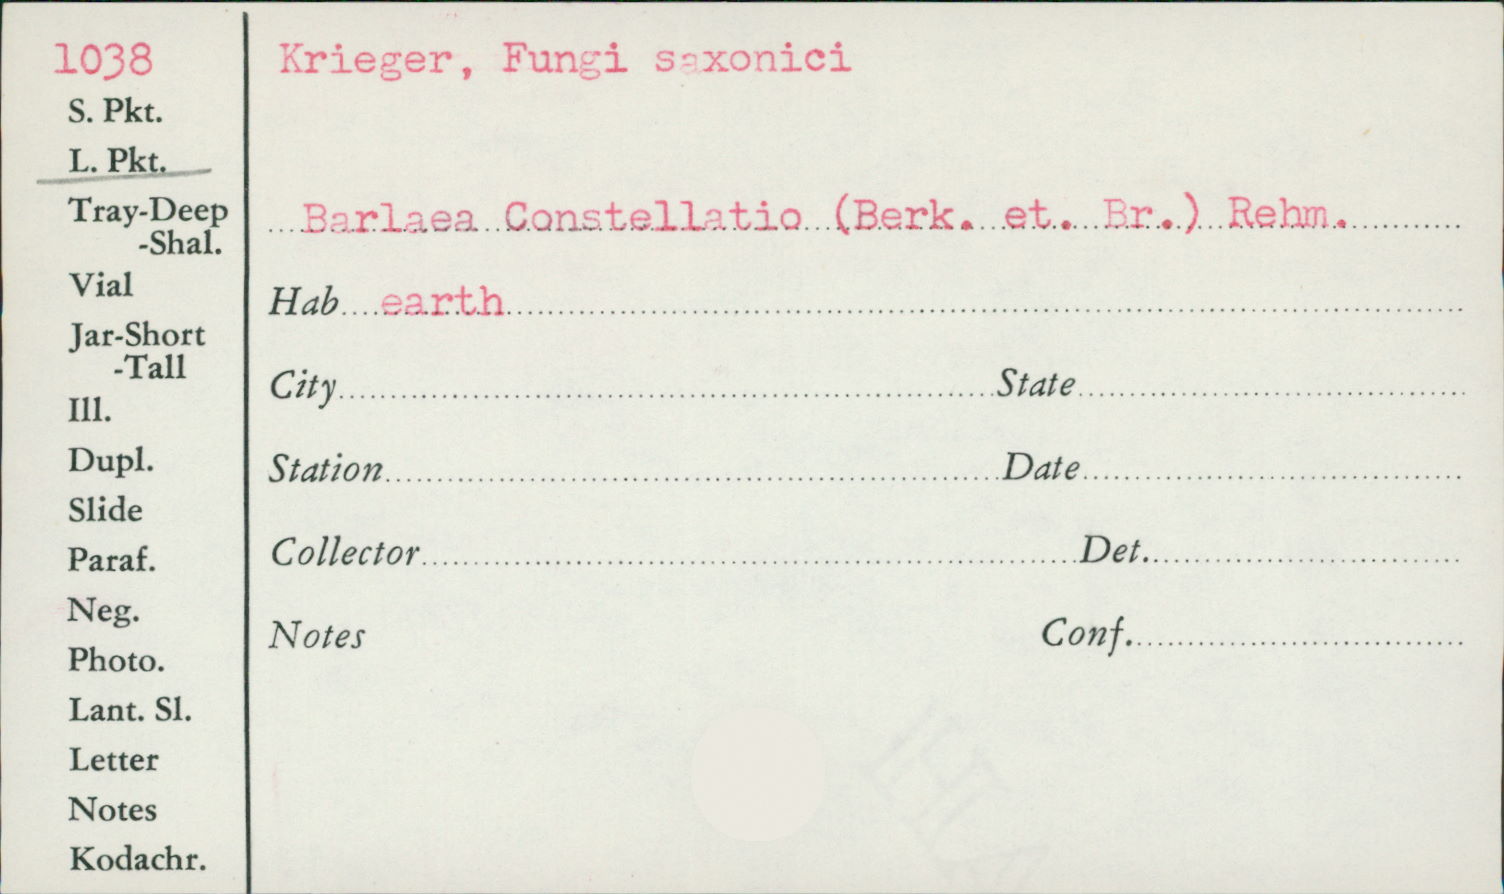 1038
Krieger, Fungi saxonici
S. Pkt.
L. Pkt.
Tray-Deep
-Shal.
Vial
Jar-Short
-Tall
Ill.
Dupl.
Slide
Paraf.
Neg.
Photo.
Lant. Sl.
Letter
Notes
Kodachr.
Barlaea Constellatio (Berk. et. Br.) Rehm.
Hab earth
City State
Station Date
Collector Det.
Notes Conf.